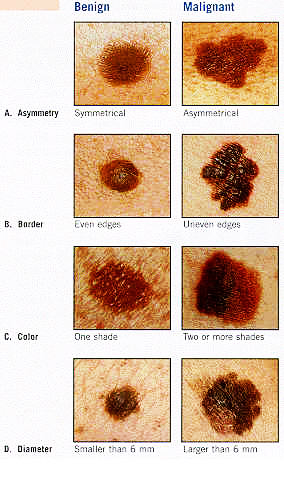 Benign Malignant
A. Asymmetry Symmetrical Asymmetrical
B. Border Even edges Uneven edges
C. Color One shade Two or more shades
D. Diameter Smaller than 6 mm Larger than 6 mm